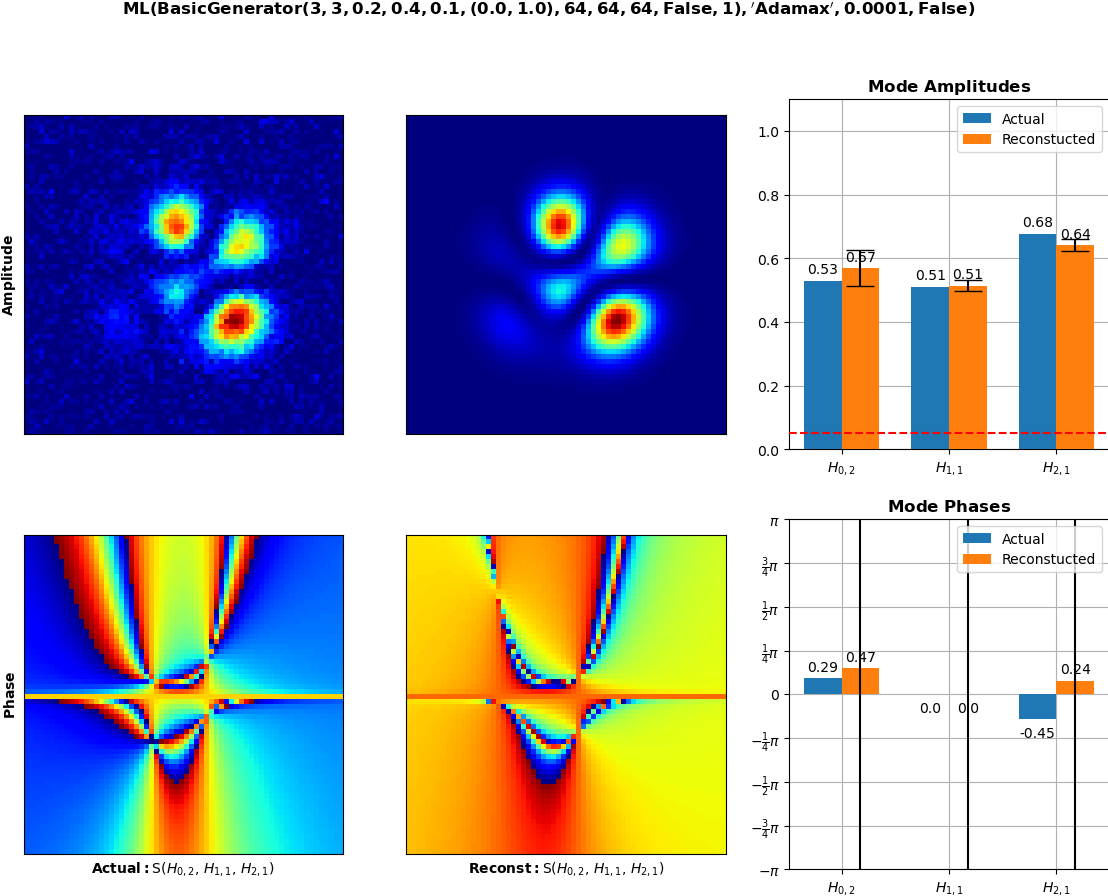 ML(BasicGenerator(3, 3, 0.2, 0.4, 0.1, (0.0, 1.0), 64, 64, 64, False, 1), ′Adamax′, 0.0001, False)
Amplitude
Mode Amplitudes
Actual
Reconstucted
1.0
0.8
0.6
0.4
0.2
0.0
0.53
0.57
0.51
0.51
0.68
0.64
H0,2
H1,1
H2,1
Phase
Actual: S(H0,2, H1,1, H2,1)
Reconst: S(H0,2, H1,1, H2,1)
Mode Phases
Actual
Reconstucted
π
3/4π
1/2π
1/4π
0
−1/4π
−1/2π
−3/4π
−π
0.29
0.47
0.0
0.0
-0.45
0.24
H0,2
H1,1
H2,1